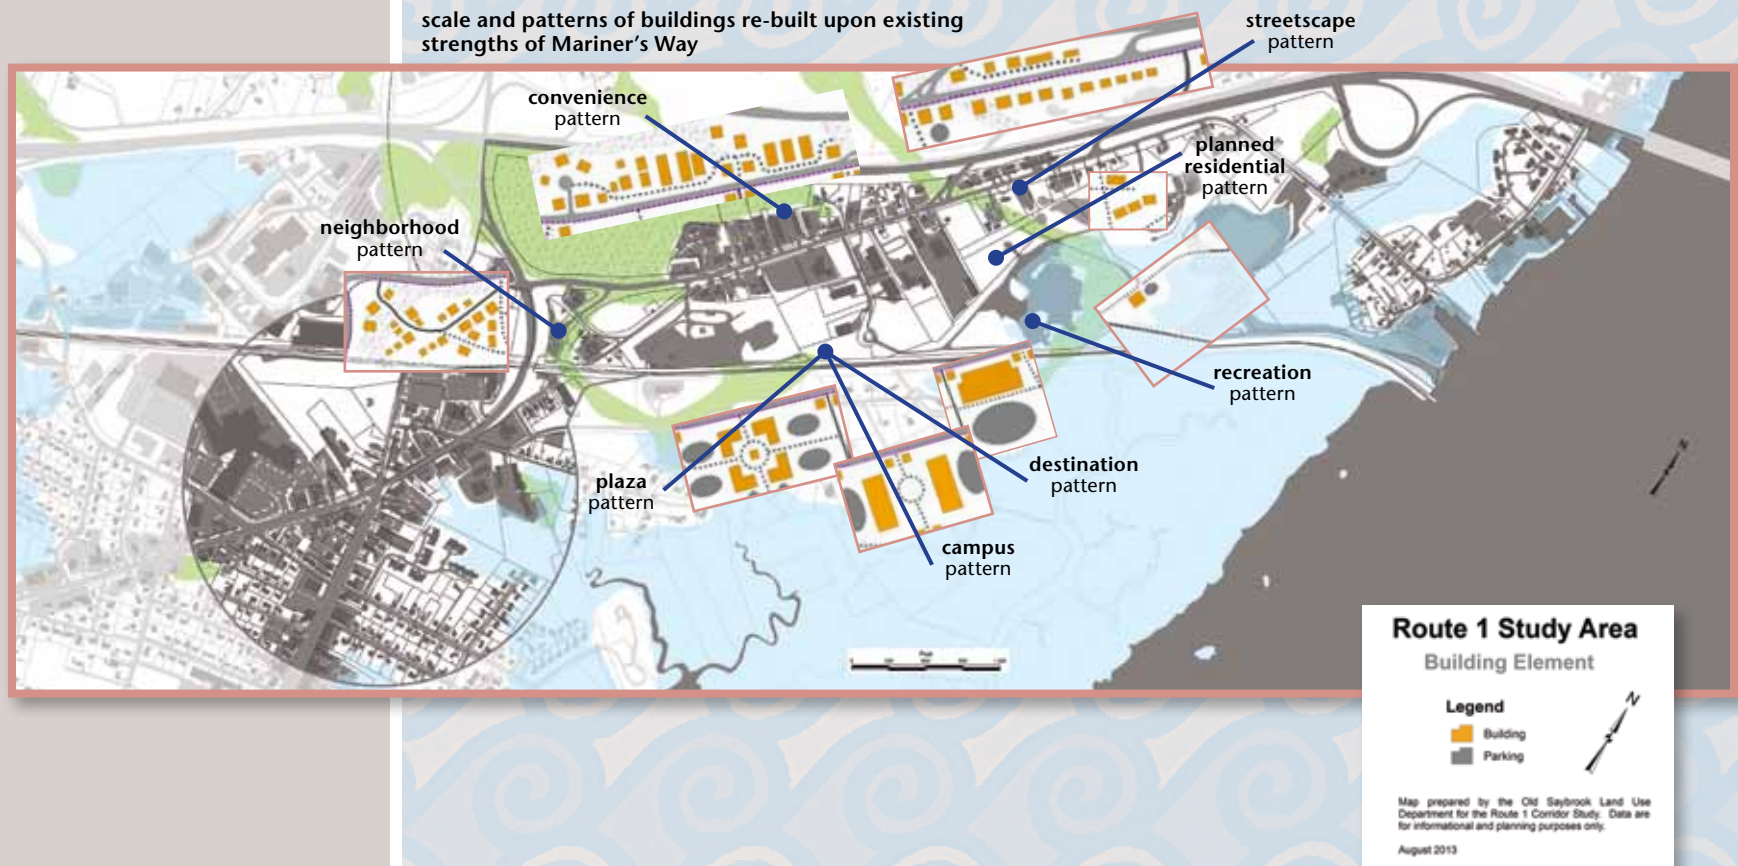 scale and patterns of buildings re-built upon existing
strengths of Mariner's Way
streetscape
pattern
convenience
pattern
planned
residential
pattern
neighborhood
pattern
recreation
pattern
destination
pattern
plaza
pattern
campus
pattern
N
Feet
Route 1 Study Area
Building Element
Legend
Building
Parking
N
Map prepared by the Old Saybrook Land Use
Department for the Route 1 Corridor Study. Data are
for informational and planning purposes only.
August 2013